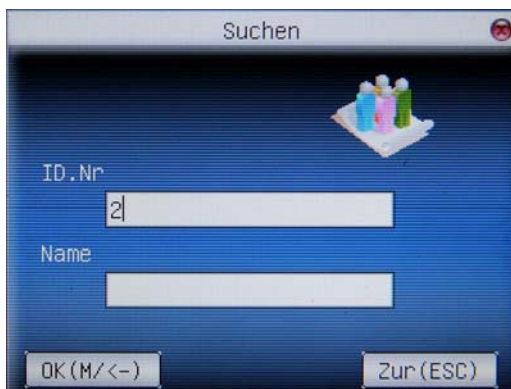 Suchen
ID.Nr
2
Name
OK(M/<-)
Zur(ESC)